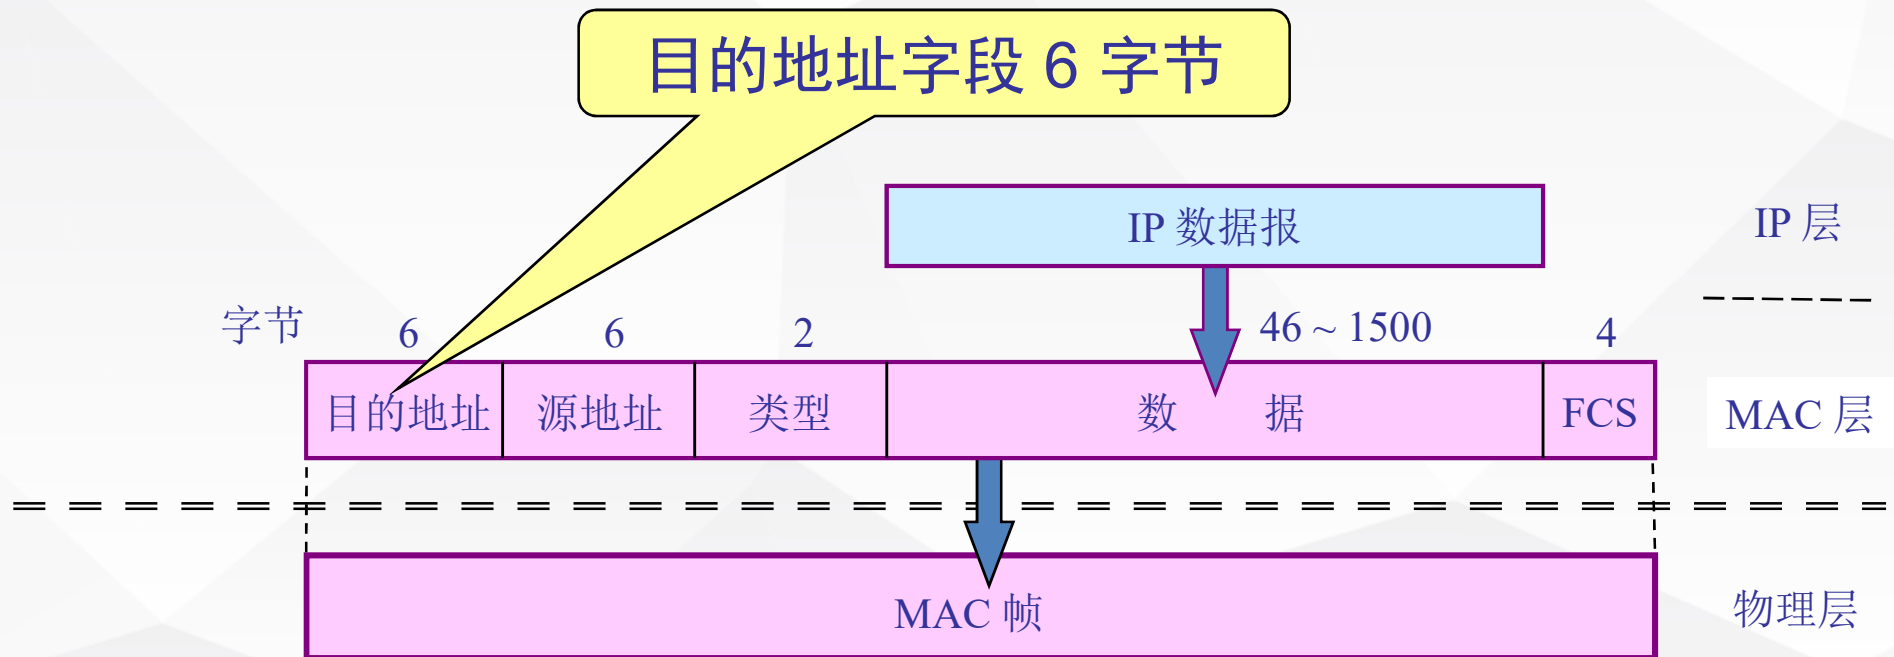 目的地址字段 6 字节
IP 数据报
IP 层
字节 6 6 2 46 ~ 1500 4
目的地址 源地址 类型 数 据 FCS
MAC 层
MAC 帧
物理层